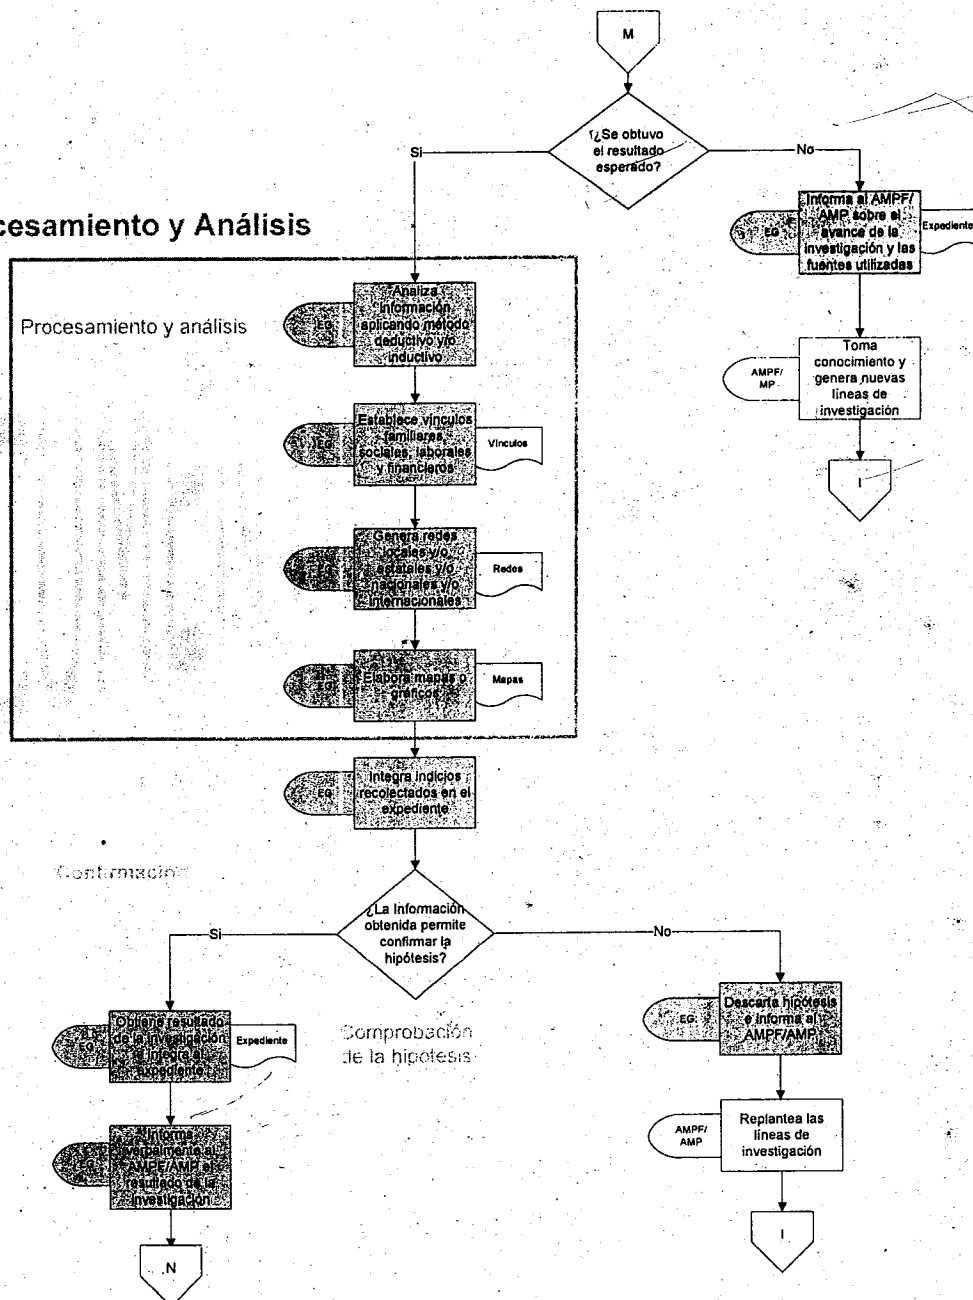 M
¿Se obtuvo
el resultado
esperado?
Si
No
Informa al AMPF/
AMP sobre el
avance de la
investigación y las
fuentes utilizadas
EG
Expediente
cesamiento y Análisis
Procesamiento y análisis
EG
Analiza
información
aplicando método
deductivo y/o
inductivo
Toma
conocimiento y
genera nuevas
líneas de
investigación
AMPF/
MP
EG
Establece vínculos
familiares,
sociales, laborales
y financieros
Vínculos
I
EG
Genera redes
locales y/o
estatales y/o
nacionales y/o
internacionales
Redes
EG
Elabora mapas o
gráficos
Mapas
EG
Integra indicios
recolectados en el
expediente
Confirmación
¿La Información
obtenida permite
confirmar la
hipótesis?
Si
No
EG
Obtiene resultado
de la investigación
e integra al
expediente
Expediente
Comprobación
de la hipótesis
EG
Descarta hipótesis
e informa al
AMPF/AMP
EG
Informa
verbalmente al
AMPF/AMP el
resultado de la
investigación
AMPF/
AMP
Replantea las
líneas de
investigación
N
I